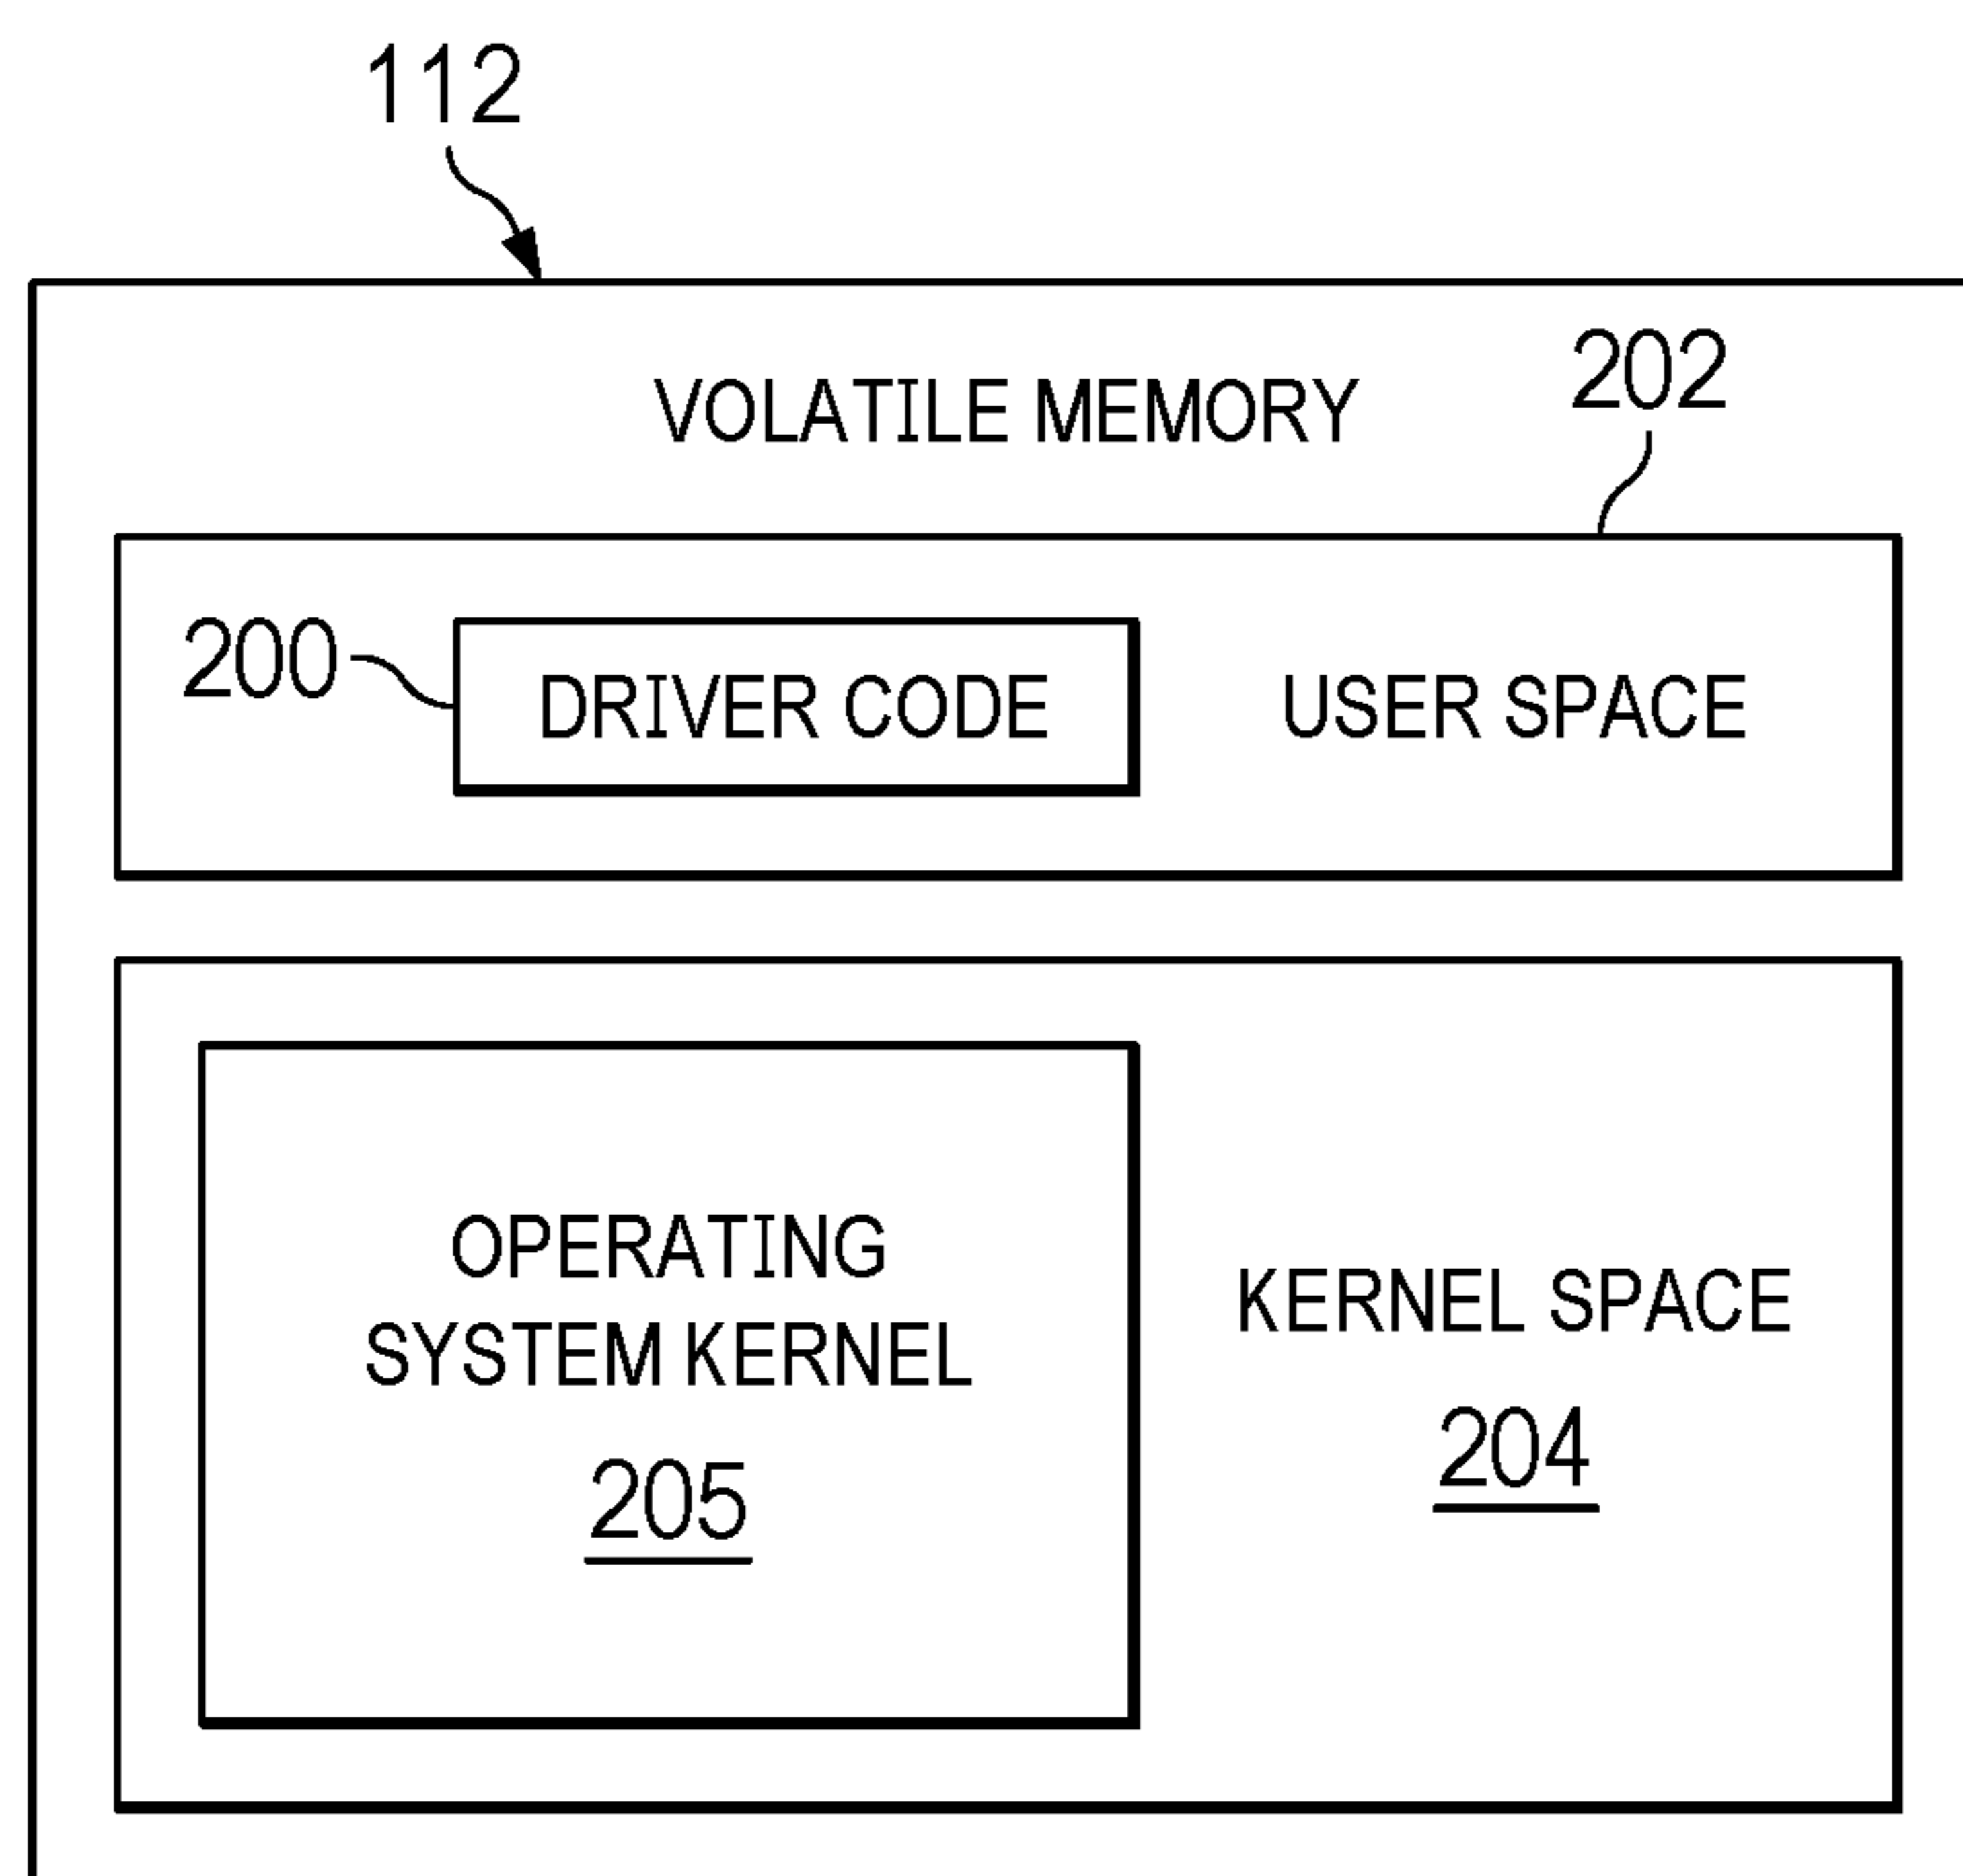 112
VOLATILE MEMORY
202
200
DRIVER CODE
USER SPACE
OPERATING
SYSTEM KERNEL
205
KERNEL SPACE
204